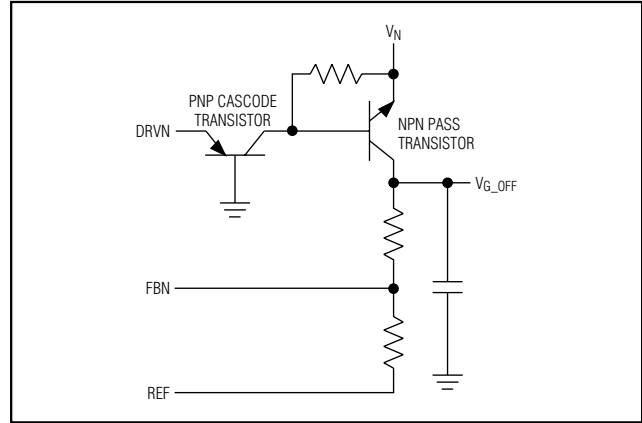 V_N
PNP CASCODE
TRANSISTOR
DRVN
NPN PASS
TRANSISTOR
V_G_OFF
FBN
REF